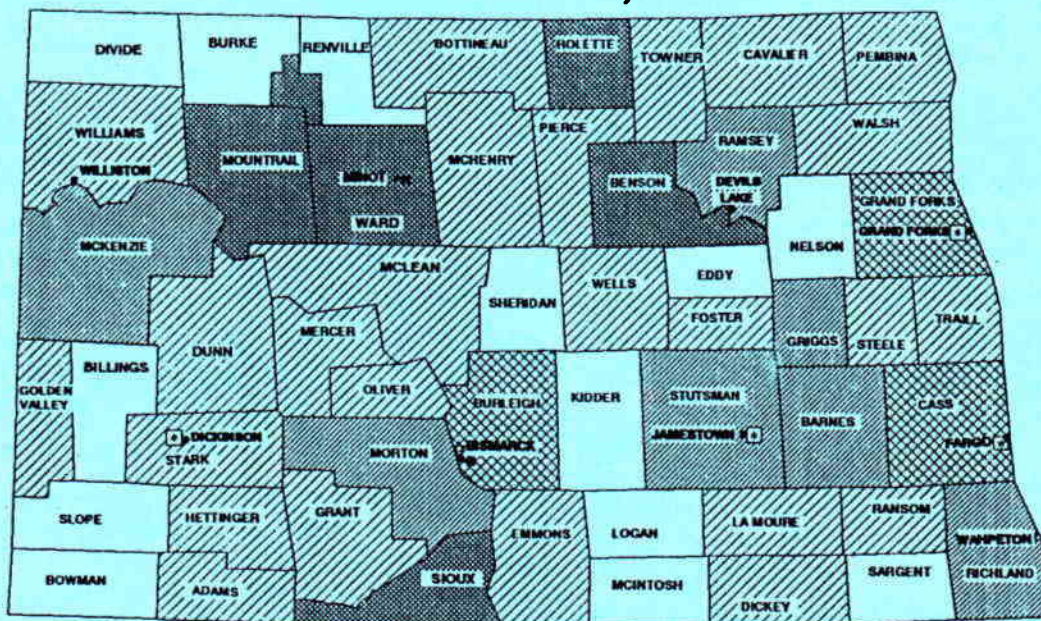 DIVIDE
BURKE
RENVILLE
BOTTINEAU
ROLETTE
TOWNER
CAVALIER
PEMBINA
WILLIAMS
WILLISTON
MOUNTRAIL
MINOT
WARD
MCHENRY
PIERCE
BENSON
RAMSEY
DEVILS
LAKE
WALSH
GRAND FORKS
GRAND FORKS
NELSON
MCKENZIE
MCLEAN
SHERIDAN
WELLS
EDDY
FOSTER
GRIGGS
STEELE
TRAILL
DUNN
MERCER
OLIVER
BILLINGS
GOLDEN
VALLEY
BURLEIGH
BISMARCK
KIDDER
STUTSMAN
JAMESTOWN
BARNES
CASS
FARGO
DICKINSON
STARK
MORTON
SLOPE
HETTINGER
GRANT
EMMONS
LOGAN
LA MOURE
RANSOM
WAHPETON
RICHLAND
BOWMAN
ADAMS
SIOUX
MCINTOSH
DICKEY
SARGENT